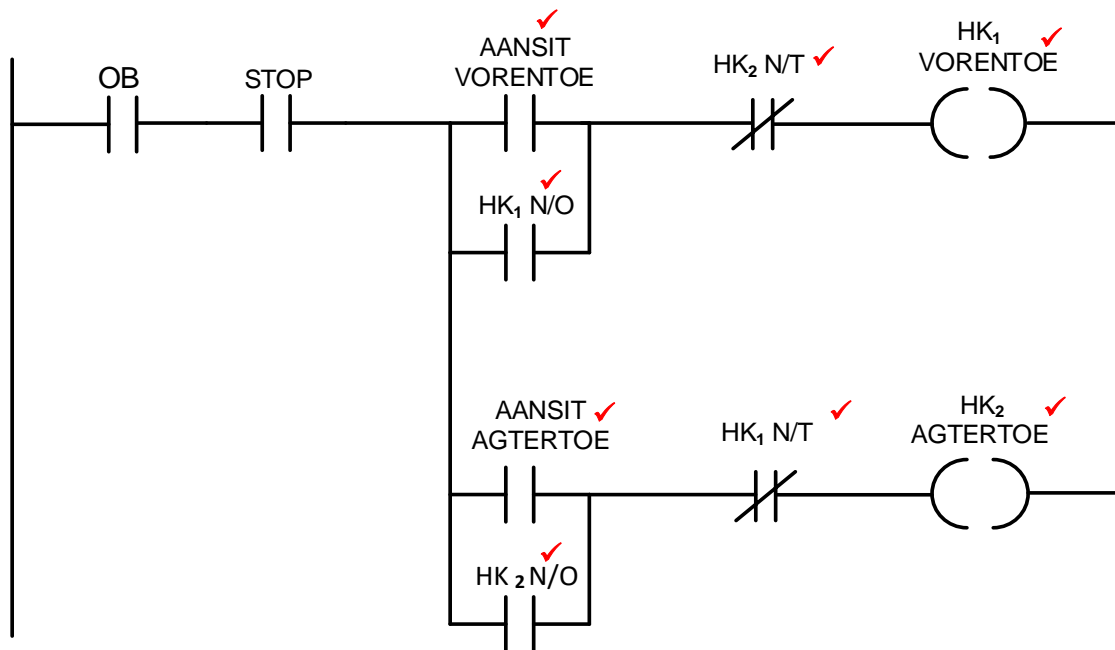 OB
STOP
AANSIT
VORENTOE
HK₁ N/O
HK₂ N/T
HK₁
VORENTOE
AANSIT
AGTERTOE
HK ₂ N/O
HK₁ N/T
HK₂
AGTERTOE